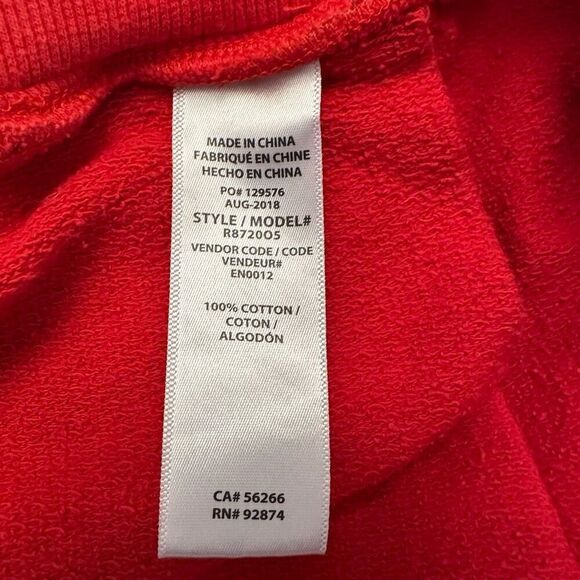 MADE IN CHINA
FABRIQUÉ EN CHINE
HECHO EN CHINA
PO# 129576
AUG-2018
STYLE / MODEL#
R8720O5
VENDOR CODE / CODE
VENDEUR#
EN0012
100% COTTON /
COTON /
ALGODÓN
CA# 56266
RN# 92874